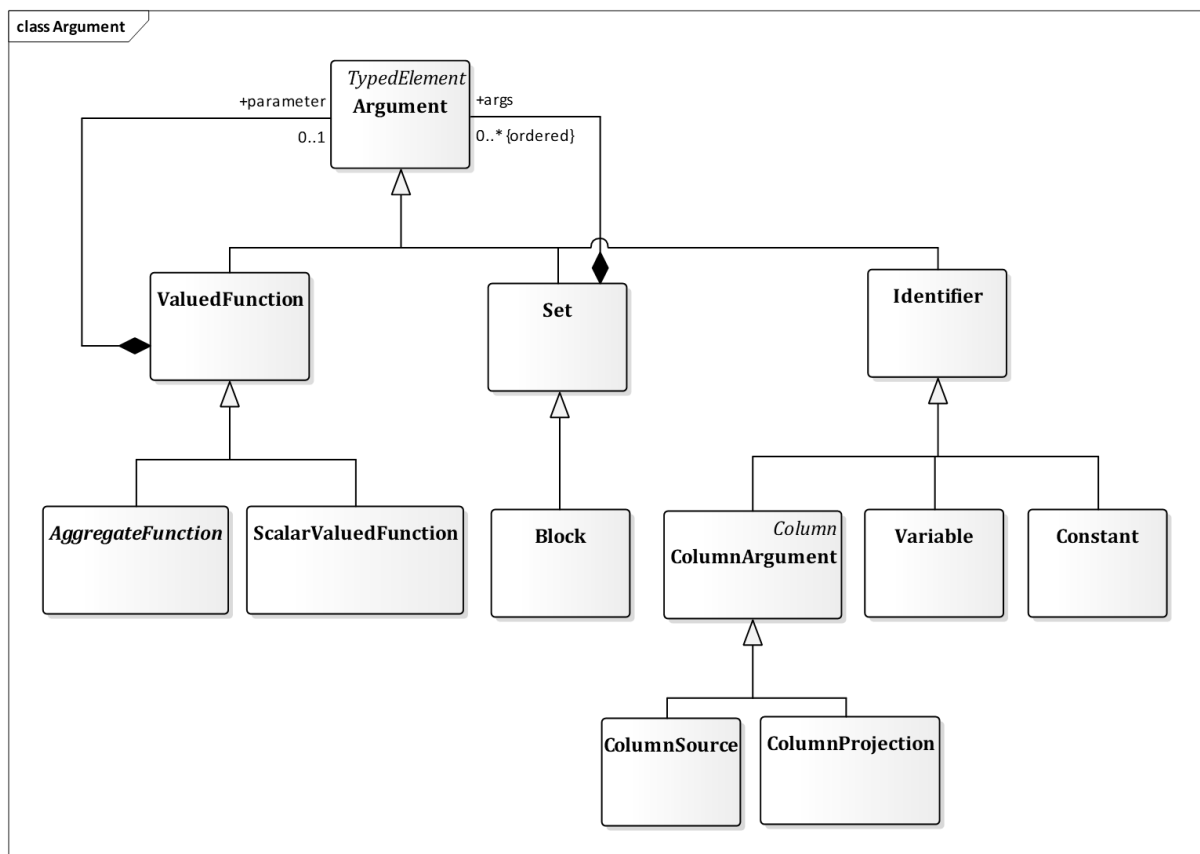 class Argument
TypedElement
Argument
+parameter
0..1
+args
0..* {ordered}
ValuedFunction
Set
Identifier
AggregateFunction
ScalarValuedFunction
Block
Column
ColumnArgument
Variable
Constant
ColumnSource
ColumnProjection